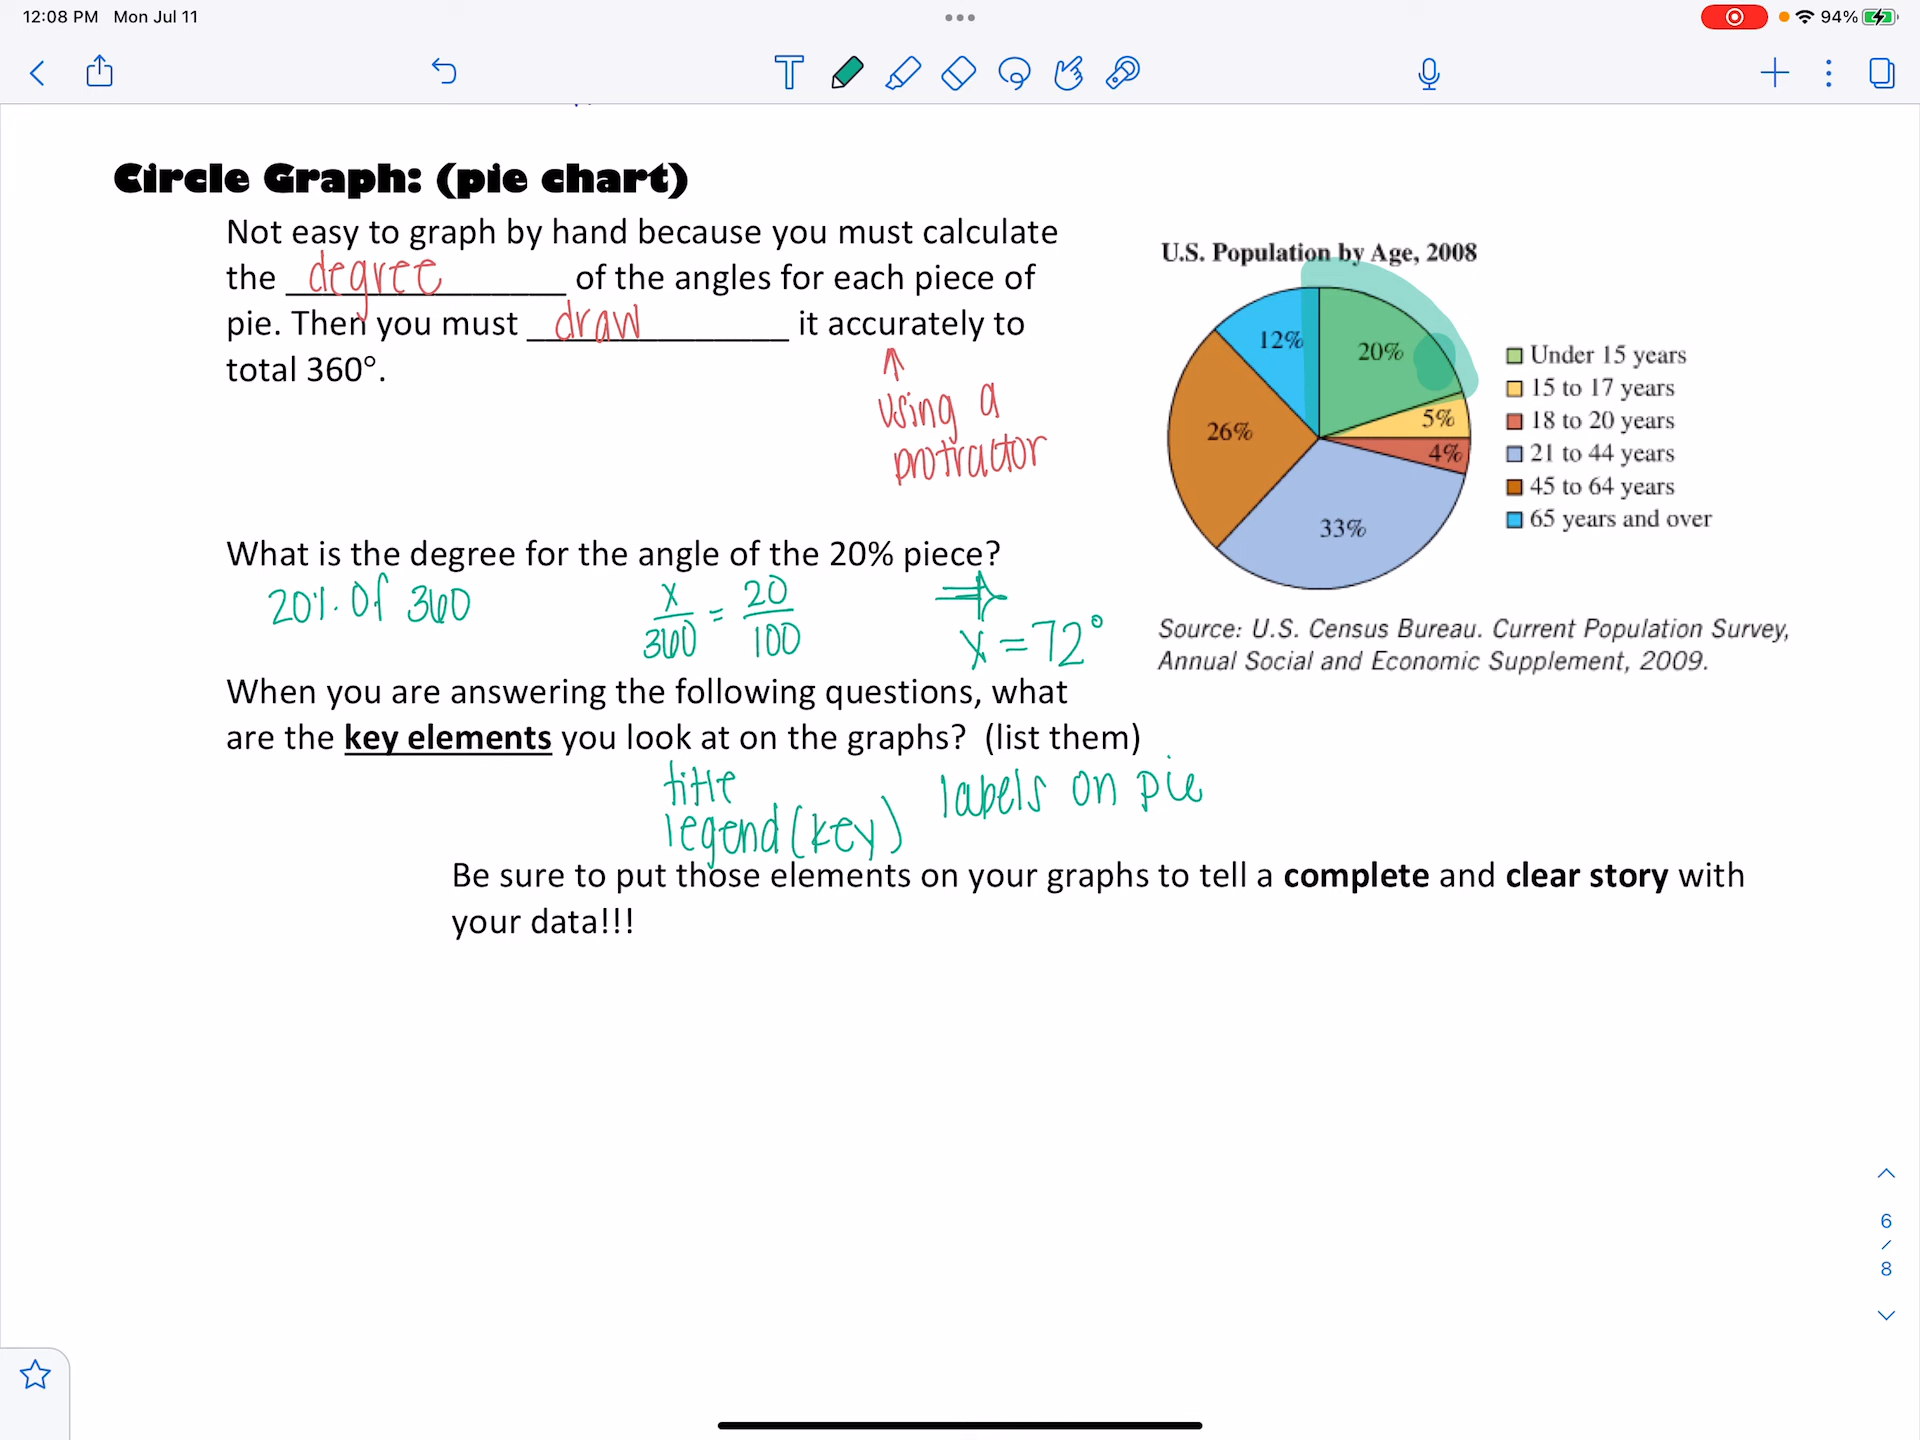 12:08 PM Mon Jul 11
94%
Circle Graph: (pie chart)
Not easy to graph by hand because you must calculate
the degree of the angles for each piece of
pie. Then you must draw it accurately to
total 360°.
using a
protractor
U.S. Population by Age, 2008
12%
20%
5%
4%
26%
33%
Under 15 years
15 to 17 years
18 to 20 years
21 to 44 years
45 to 64 years
65 years and over
Source: U.S. Census Bureau. Current Population Survey,
Annual Social and Economic Supplement, 2009.
What is the degree for the angle of the 20% piece?
20% of 360
x/360 = 20/100
x = 72°
When you are answering the following questions, what
are the key elements you look at on the graphs? (list them)
title
legend (key)
labels on pie
Be sure to put those elements on your graphs to tell a complete and clear story with
your data!!!
6
/
8